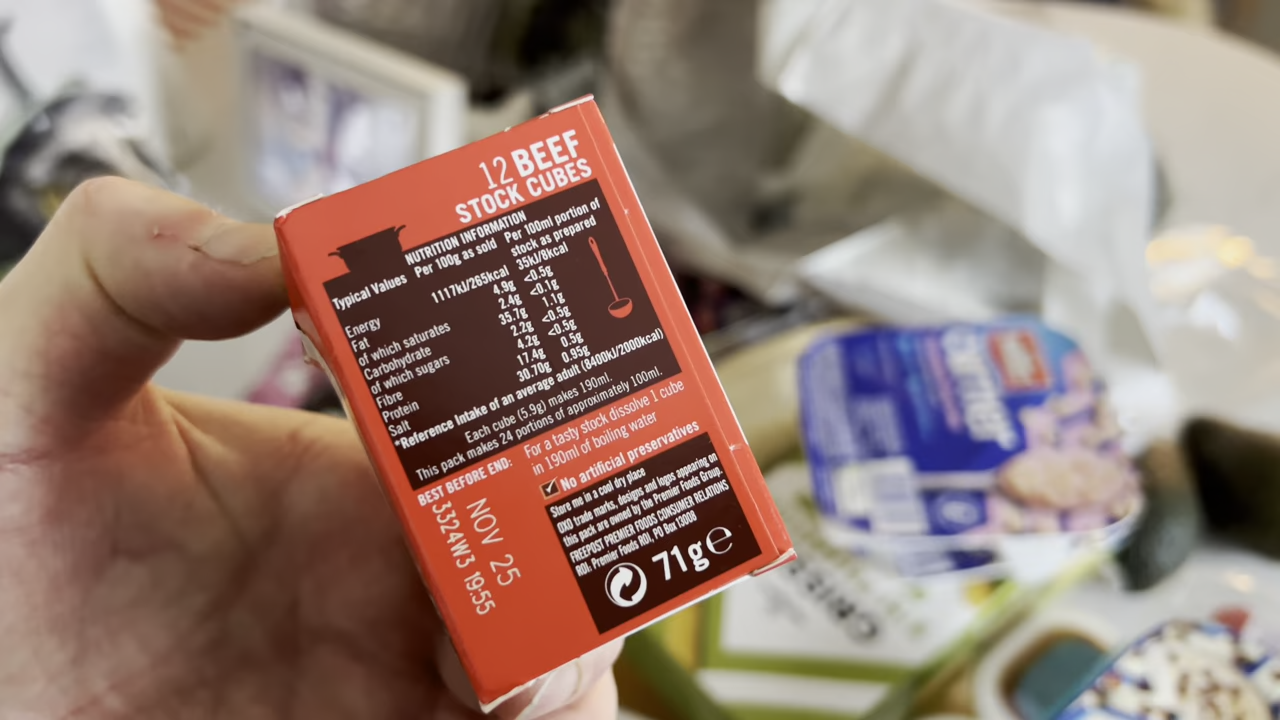 12 BEEF
STOCK CUBES
NUTRITION INFORMATION
Typical Values Per 100g as sold Per 100ml portion of stock as prepared
Energy 1117kJ/265kcal 35kJ/8kcal
Fat 4.9g <0.5g
of which saturates 2.4g <0.1g
Carbohydrate 35.7g 1.1g
of which sugars 2.2g <0.5g
Fibre 4.2g <0.5g
Protein 17.4g 0.5g
Salt 30.70g 0.95g
*Reference Intake of an average adult (8400kJ/2000kcal)
Each cube (5.9g) makes 190ml.
This pack makes 24 portions of approximately 100ml.
BEST BEFORE END:
NOV 25
3324W3 19:55
For a tasty stock dissolve 1 cube
in 190ml of boiling water
No artificial preservatives
Store me in a cool dry place
OXO trade marks, designs and logos appearing on
this pack are owned by the Premier Foods Group.
FREEPOST PREMIER FOODS CONSUMER RELATIONS
ROI: Premier Foods ROI, PO Box 13008
71g e